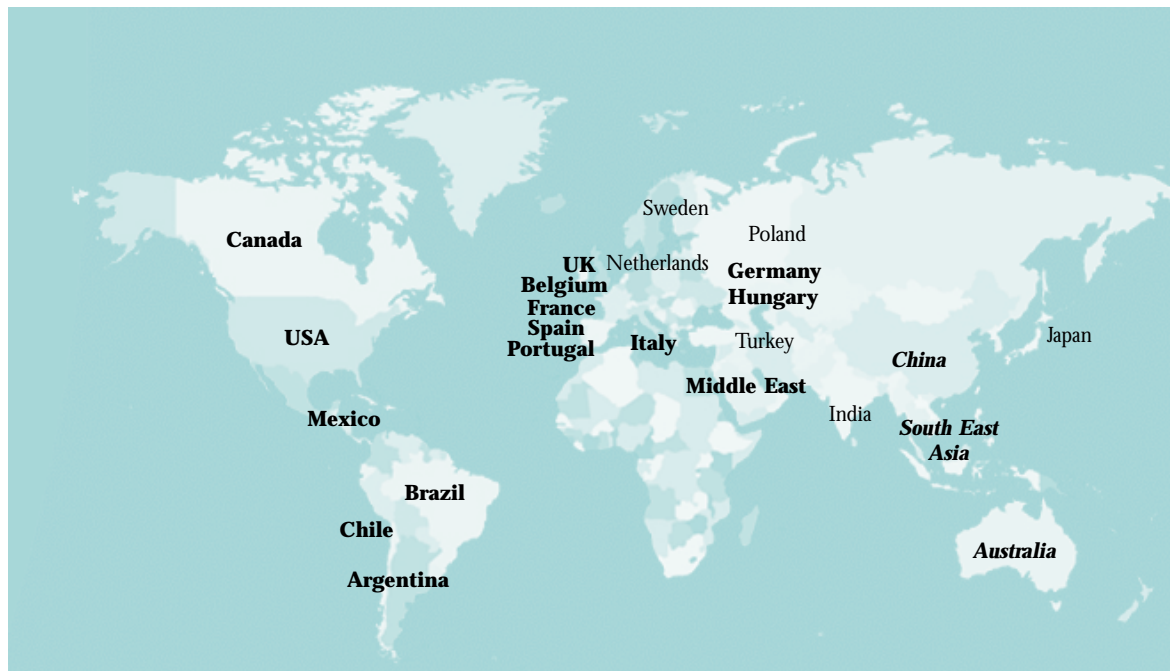 Sweden
Poland
Canada
UK
Netherlands
Germany
Belgium
Hungary
France
Spain
USA
Portugal
Italy
Turkey
Japan
China
Middle East
Mexico
India
South East
Asia
Brazil
Chile
Australia
Argentina